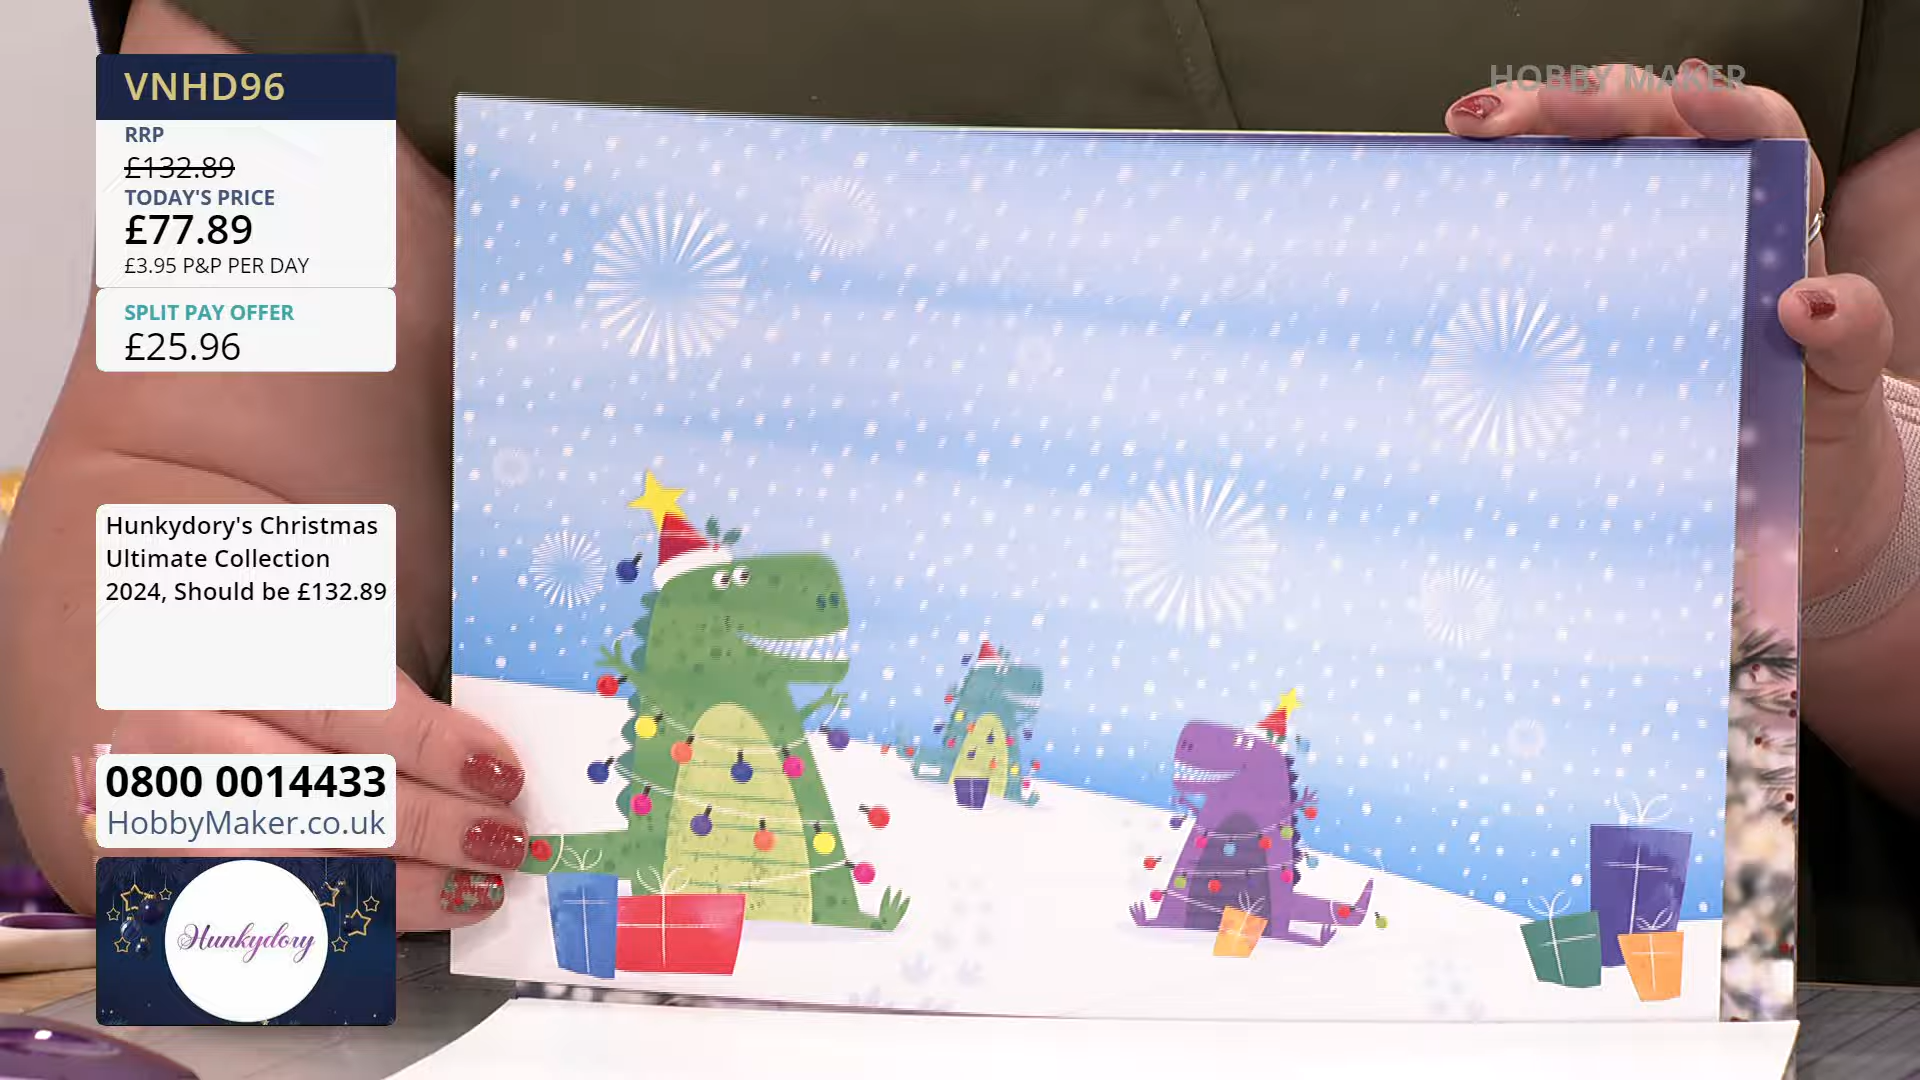 VNHD96
RRP
£132.89
TODAY'S PRICE
£77.89
£3.95 P&P PER DAY
SPLIT PAY OFFER
£25.96
Hunkydory's Christmas
Ultimate Collection
2024, Should be £132.89
0800 0014433
HobbyMaker.co.uk
Hunkydory
HOBBY MAKER